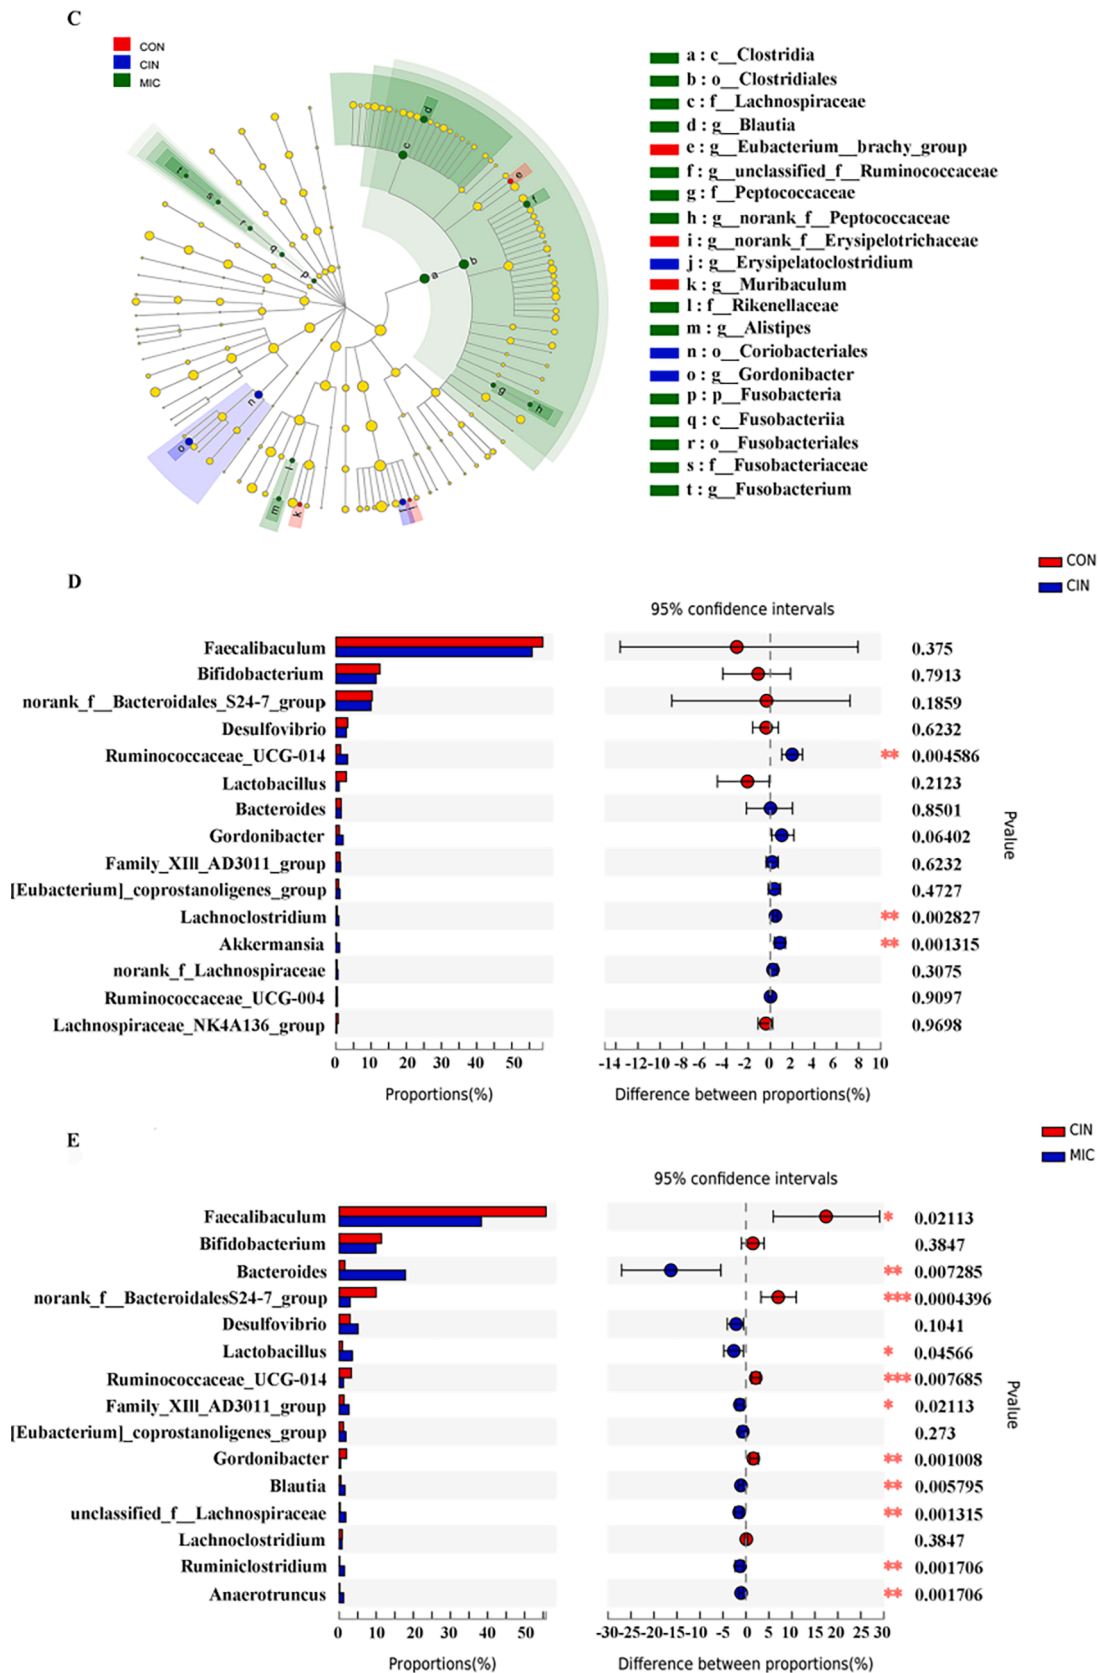 C
CON
CIN
MIC
a : c__Clostridia
b : o__Clostridiales
c : f__Lachnospiraceae
d : g__Blautia
e : g__Eubacterium__brachy_group
f : g__unclassified_f__Ruminococcaceae
g : f__Peptococcaceae
h : g__norank_f__Peptococcaceae
i : g__norank_f__Erysipelotrichaceae
j : g__Erysipelatoclostridium
k : g__Muribaculum
l : f__Rikenellaceae
m : g__Alistipes
n : o__Coriobacteriales
o : g__Gordonibacter
p : p__Fusobacteria
q : c__Fusobacteriia
r : o__Fusobacteriales
s : f__Fusobacteriaceae
t : g__Fusobacterium
a
b
c
d
e
f
g
h
k
l
m
n
o
p
q
r
s
t
D
CON
CIN
95% confidence intervals
Faecalibaculum 0.375
Bifidobacterium 0.7913
norank_f__Bacteroidales_S24-7_group 0.1859
Desulfovibrio 0.6232
Ruminococcaceae_UCG-014 ** 0.004586
Lactobacillus 0.2123
Bacteroides 0.8501
Gordonibacter 0.06402
Family_XIll_AD3011_group 0.6232
[Eubacterium]_coprostanoligenes_group 0.4727
Lachnoclostridium ** 0.002827
Akkermansia ** 0.001315
norank_f_Lachnospiraceae 0.3075
Ruminococcaceae_UCG-004 0.9097
Lachnospiraceae_NK4A136_group 0.9698
Pvalue
0 10 20 30 40 50 -14 -12 -10 -8 -6 -4 -2 0 2 4 6 8 10
Proportions(%) Difference between proportions(%)
E
CIN
MIC
95% confidence intervals
Faecalibaculum * 0.02113
Bifidobacterium 0.3847
Bacteroides ** 0.007285
norank_f__BacteroidalesS24-7_group *** 0.0004396
Desulfovibrio 0.1041
Lactobacillus * 0.04566
Ruminococcaceae_UCG-014 *** 0.007685
Family_XIll_AD3011_group * 0.02113
[Eubacterium]_coprostanoligenes_group 0.273
Gordonibacter ** 0.001008
Blautia ** 0.005795
unclassified_f__Lachnospiraceae ** 0.001315
Lachnoclostridium 0.3847
Ruminiclostridium ** 0.001706
Anaerotruncus ** 0.001706
Pvalue
0 10 20 30 40 50 -30 -25 -20 -15 -10 -5 0 5 10 15 20 25 30
Proportions(%) Difference between proportions(%)